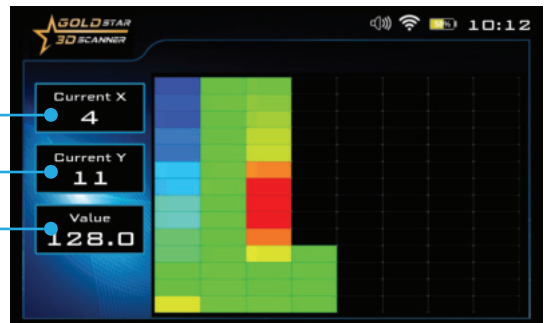 GOLD STAR
3D SCANNER
10:12
Current X
4
Current Y
11
Value
128.0